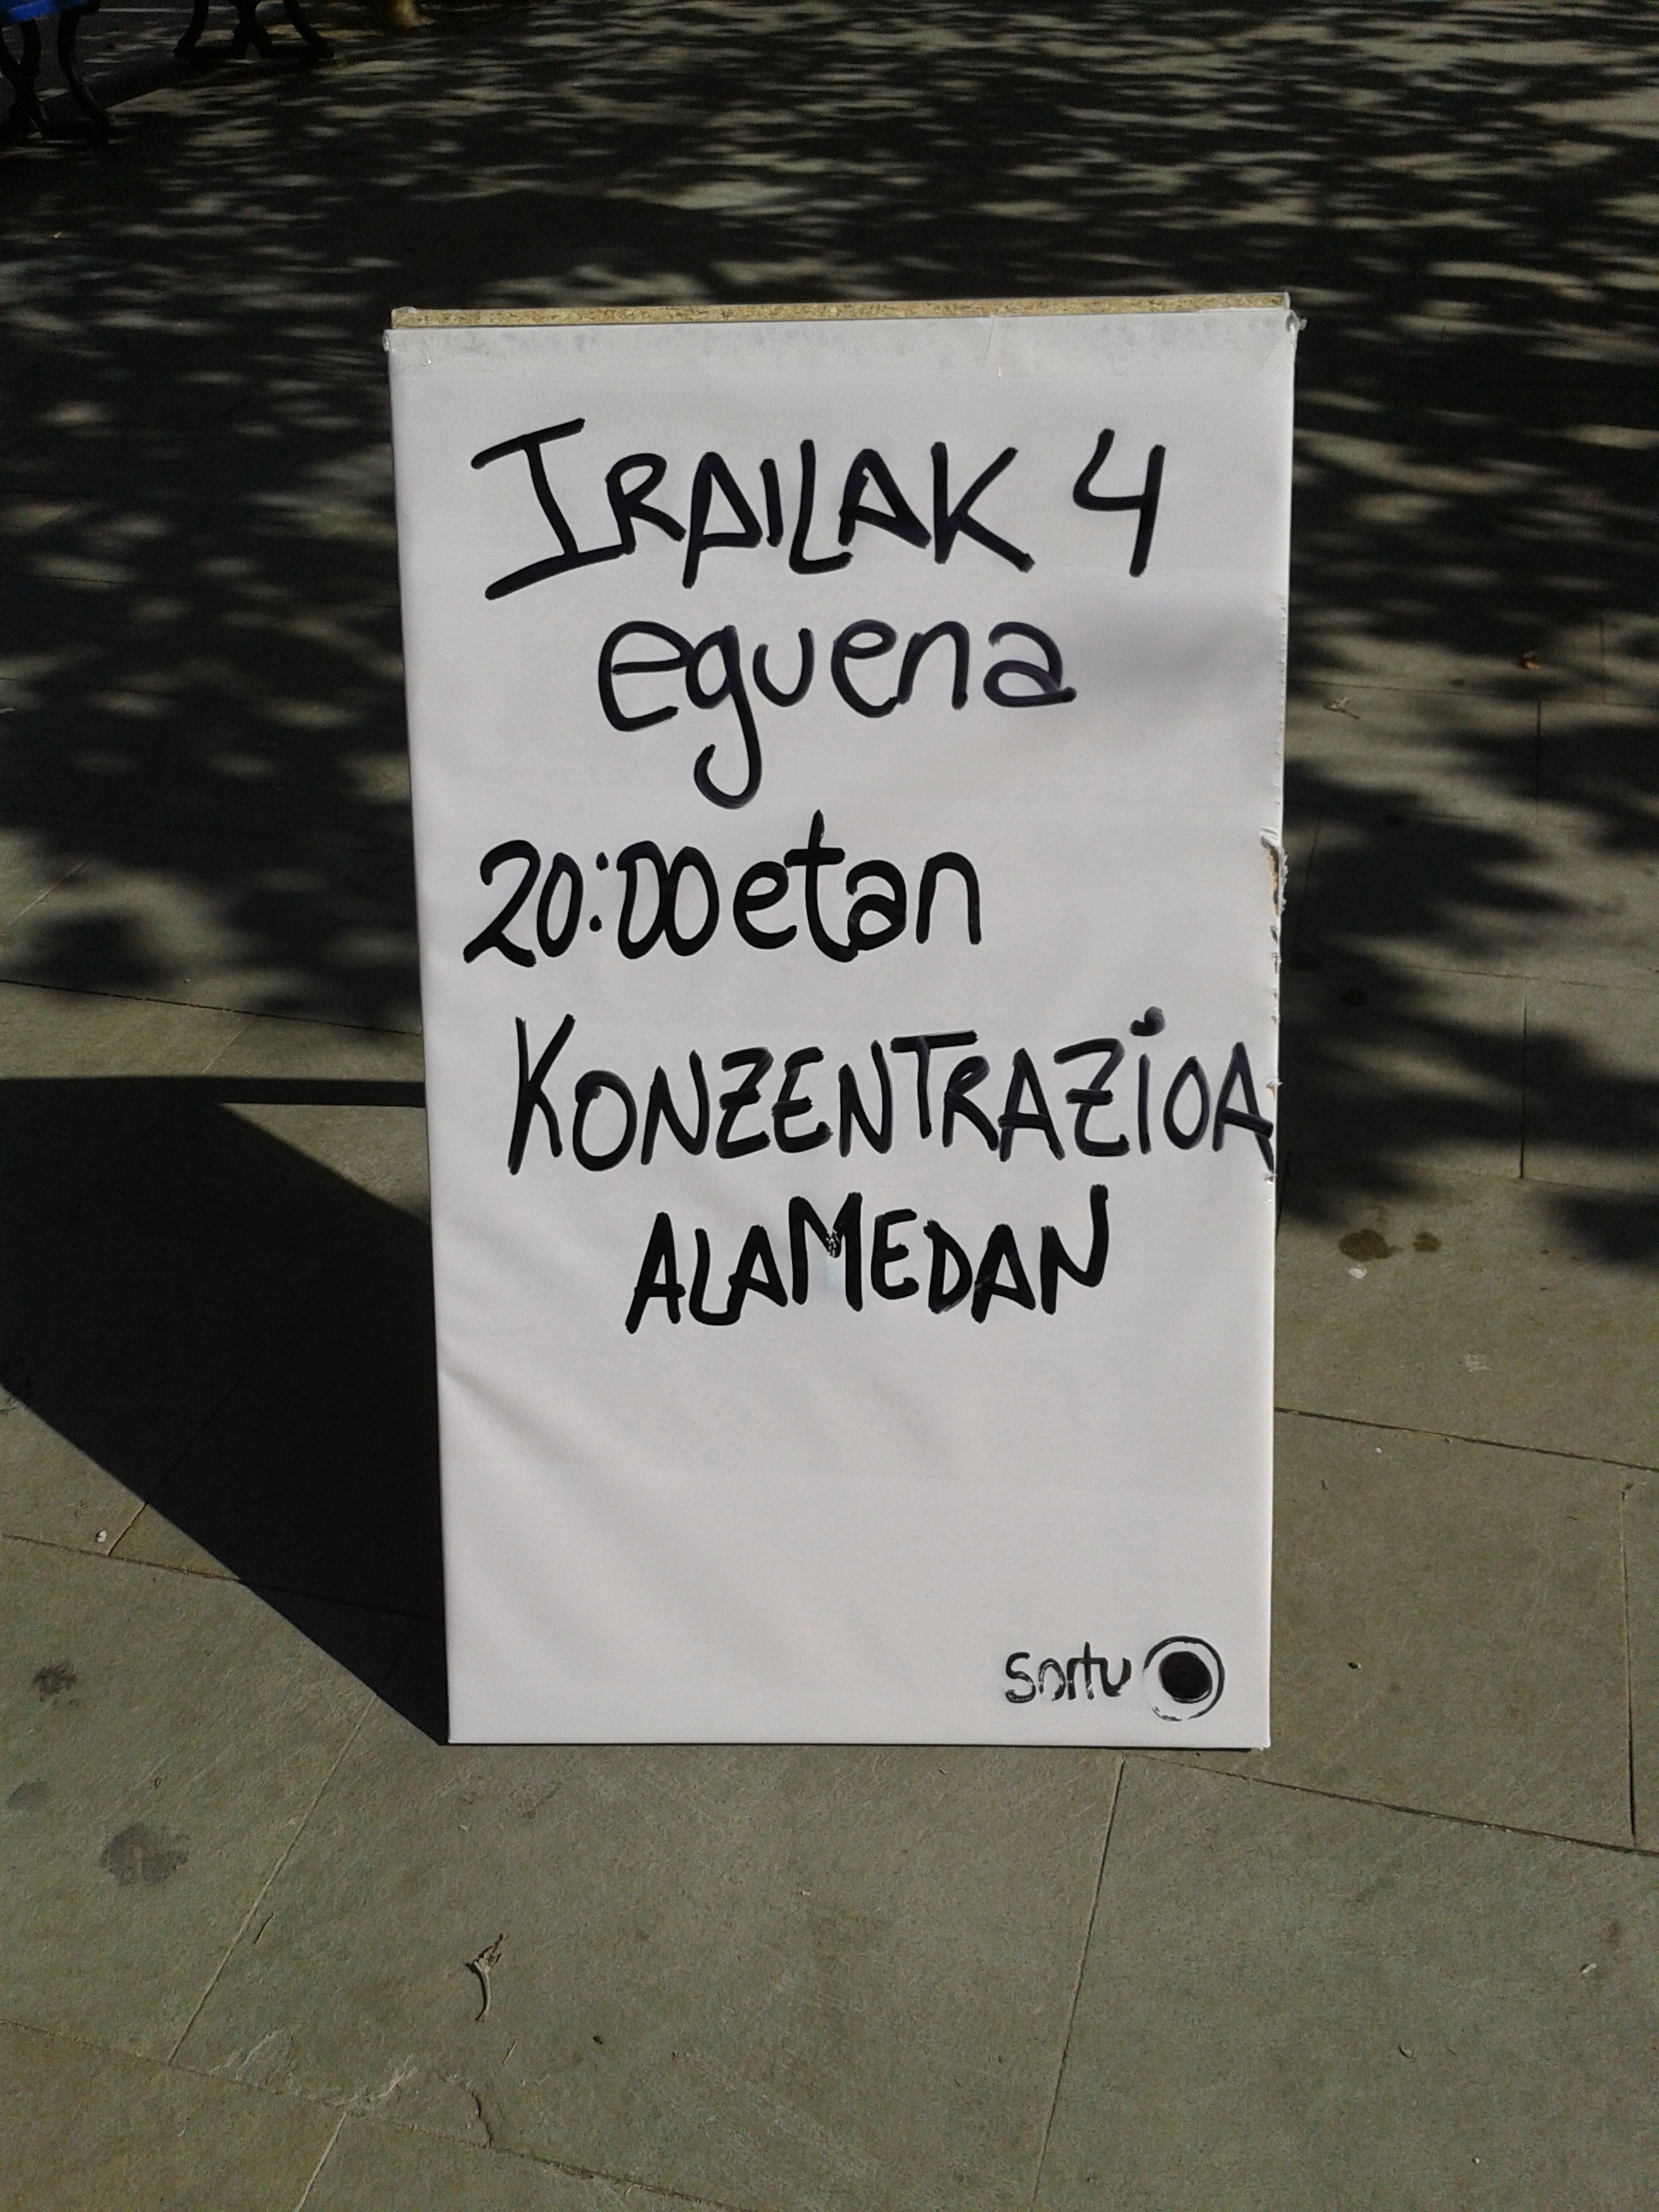 IRAILAK 4
eguena
20:00etan
KONZENTRAZIOA
ALAMEDAN
sortu